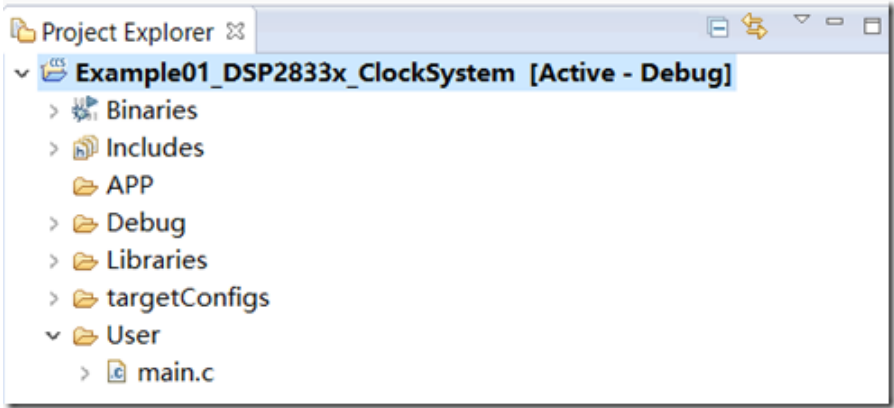 Project Explorer
Example01_DSP2833x_ClockSystem [Active - Debug]
Binaries
Includes
APP
Debug
Libraries
targetConfigs
User
main.c